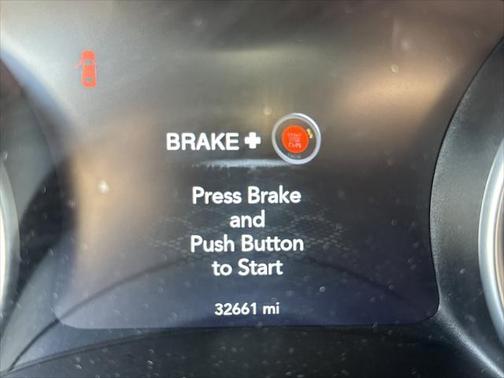 BRAKE +
Press Brake
and
Push Button
to Start
32661 mi